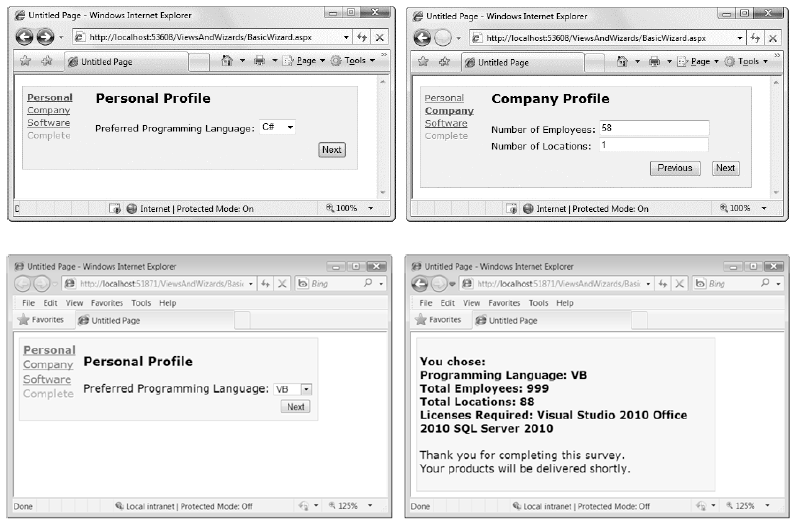 Untitled Page - Windows Internet Explorer
http://localhost:53608/ViewsAndWizards/BasicWizard.aspx
Untitled Page
Page
Tools
Personal
Company
Software
Complete
Personal Profile
Preferred Programming Language: C#
Next
Internet | Protected Mode: On
100%
Untitled Page - Windows Internet Explorer
http://localhost:53608/ViewsAndWizards/BasicWizard.aspx
Untitled Page
Page
Tools
Personal
Company
Software
Complete
Company Profile
Number of Employees: 58
Number of Locations: 1
Previous Next
Internet | Protected Mode: On
100%
Untitled Page - Windows Internet Explorer
http://localhost:51871/ViewsAndWizards/Basic
Bing
File Edit View Favorites Tools Help
Favorites
Untitled Page
Personal
Company
Software
Complete
Personal Profile
Preferred Programming Language: VB
Next
Done
Local intranet | Protected Mode: Off
125%
Untitled Page - Windows Internet Explorer
http://localhost:51871/ViewsAndWizards/Basic
Bing
File Edit View Favorites Tools Help
Favorites
Untitled Page
You chose:
Programming Language: VB
Total Employees: 999
Total Locations: 88
Licenses Required: Visual Studio 2010 Office
2010 SQL Server 2010
Thank you for completing this survey.
Your products will be delivered shortly.
Done
Local intranet | Protected Mode: Off
125%